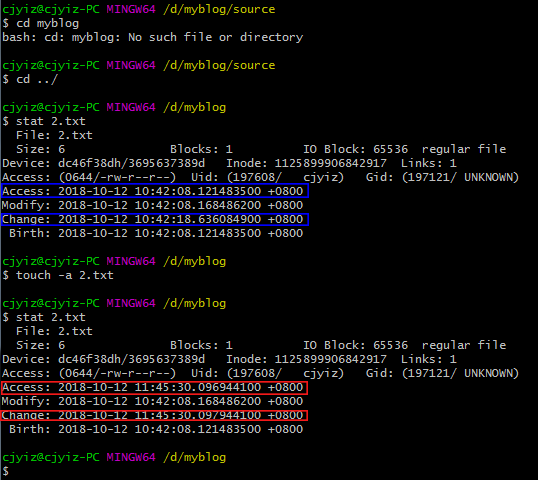 cjyiz@cjyiz-PC MINGW64 /d/myblog/source
$ cd myblog
bash: cd: myblog: No such file or directory
cjyiz@cjyiz-PC MINGW64 /d/myblog/source
$ cd ../
cjyiz@cjyiz-PC MINGW64 /d/myblog
$ stat 2.txt
File: 2.txt
Size: 6 Blocks: 1 IO Block: 65536 regular file
Device: dc46f38dh/3695637389d Inode: 1125899906842917 Links: 1
Access: (0644/-rw-r--r--) Uid: (197608/ cjyiz) Gid: (197121/ UNKNOWN)
Access: 2018-10-12 10:42:08.121483500 +0800
Modify: 2018-10-12 10:42:08.168486200 +0800
Change: 2018-10-12 10:42:18.636084900 +0800
Birth: 2018-10-12 10:42:08.121483500 +0800
cjyiz@cjyiz-PC MINGW64 /d/myblog
$ touch -a 2.txt
cjyiz@cjyiz-PC MINGW64 /d/myblog
$ stat 2.txt
File: 2.txt
Size: 6 Blocks: 1 IO Block: 65536 regular file
Device: dc46f38dh/3695637389d Inode: 1125899906842917 Links: 1
Access: (0644/-rw-r--r--) Uid: (197608/ cjyiz) Gid: (197121/ UNKNOWN)
Access: 2018-10-12 11:45:30.096944100 +0800
Modify: 2018-10-12 10:42:08.168486200 +0800
Change: 2018-10-12 11:45:30.097944100 +0800
Birth: 2018-10-12 10:42:08.121483500 +0800
cjyiz@cjyiz-PC MINGW64 /d/myblog
$